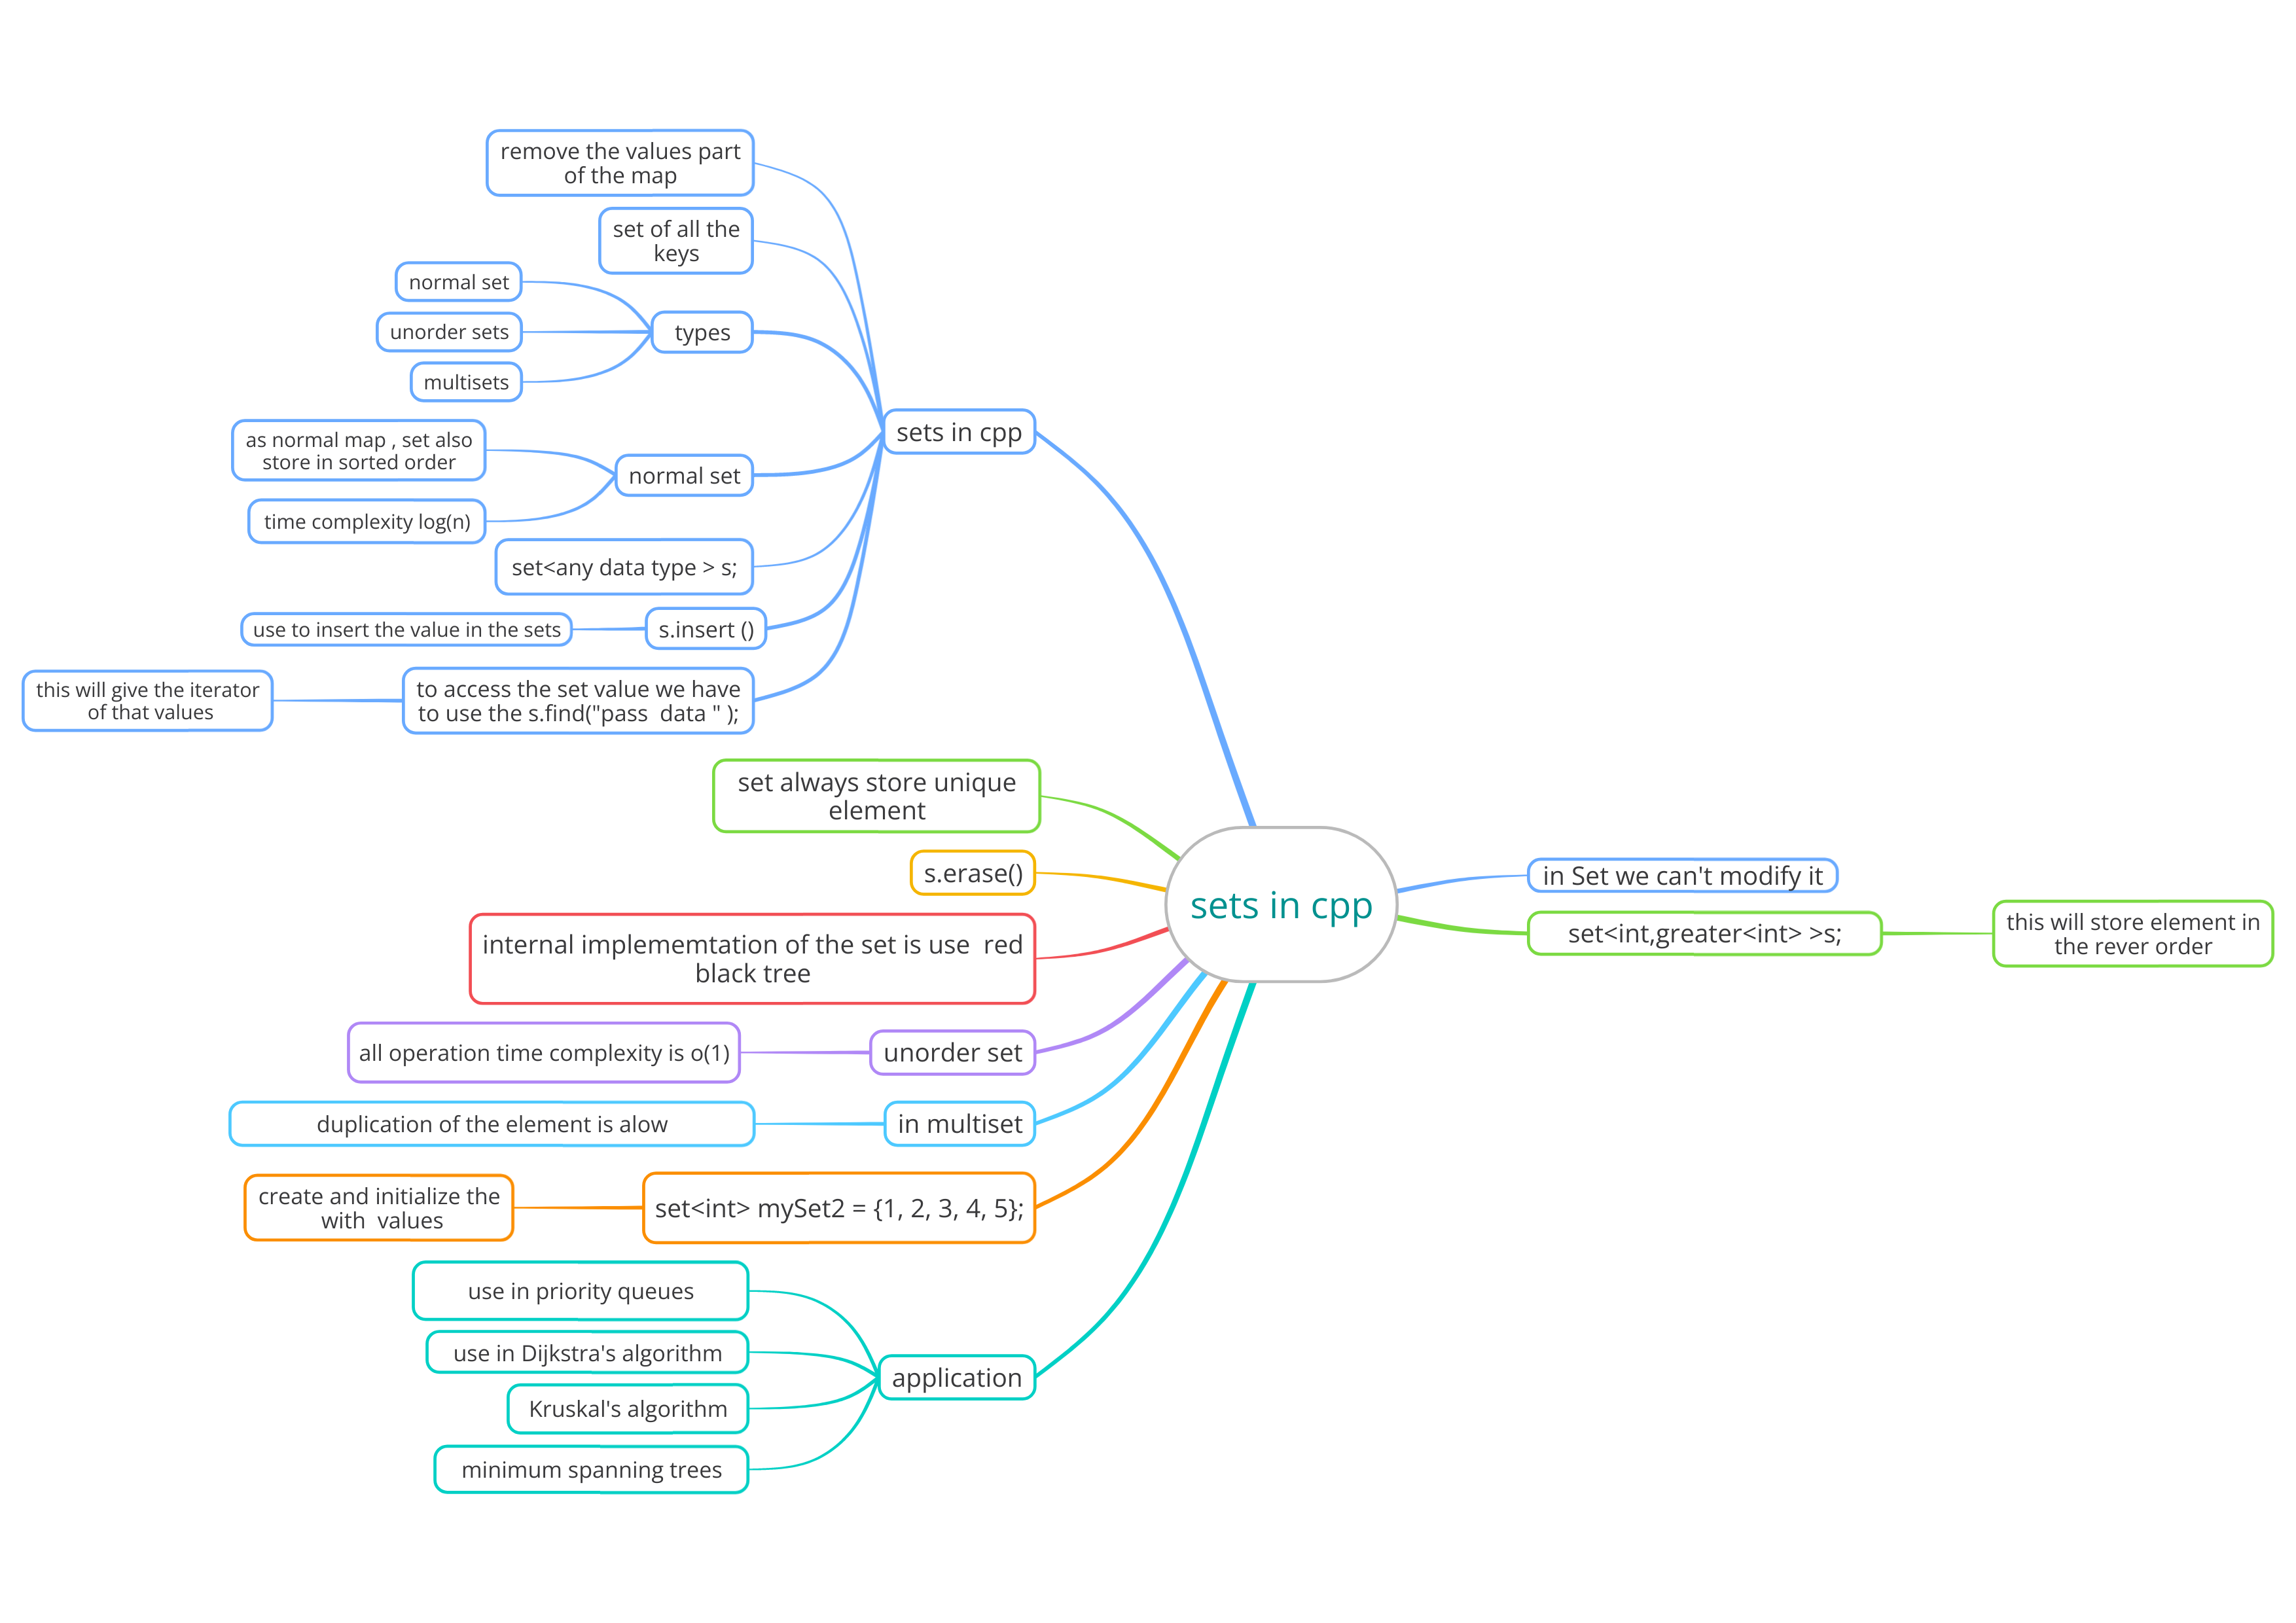 remove the values part
of the map
set of all the
keys
normal set
unorder sets
multisets
types
as normal map , set also
store in sorted order
time complexity log(n)
normal set
set<any data type > s;
use to insert the value in the sets
s.insert ()
this will give the iterator
of that values
to access the set value we have
to use the s.find("pass  data " );
sets in cpp
set always store unique
element
s.erase()
internal implememtation of the set is use  red
black tree
all operation time complexity is o(1)
unorder set
duplication of the element is alow
in multiset
create and initialize the
with  values
set<int> mySet2 = {1, 2, 3, 4, 5};
use in priority queues
use in Dijkstra's algorithm
Kruskal's algorithm
minimum spanning trees
application
sets in cpp
in Set we can't modify it
set<int,greater<int> >s;
this will store element in
the rever order